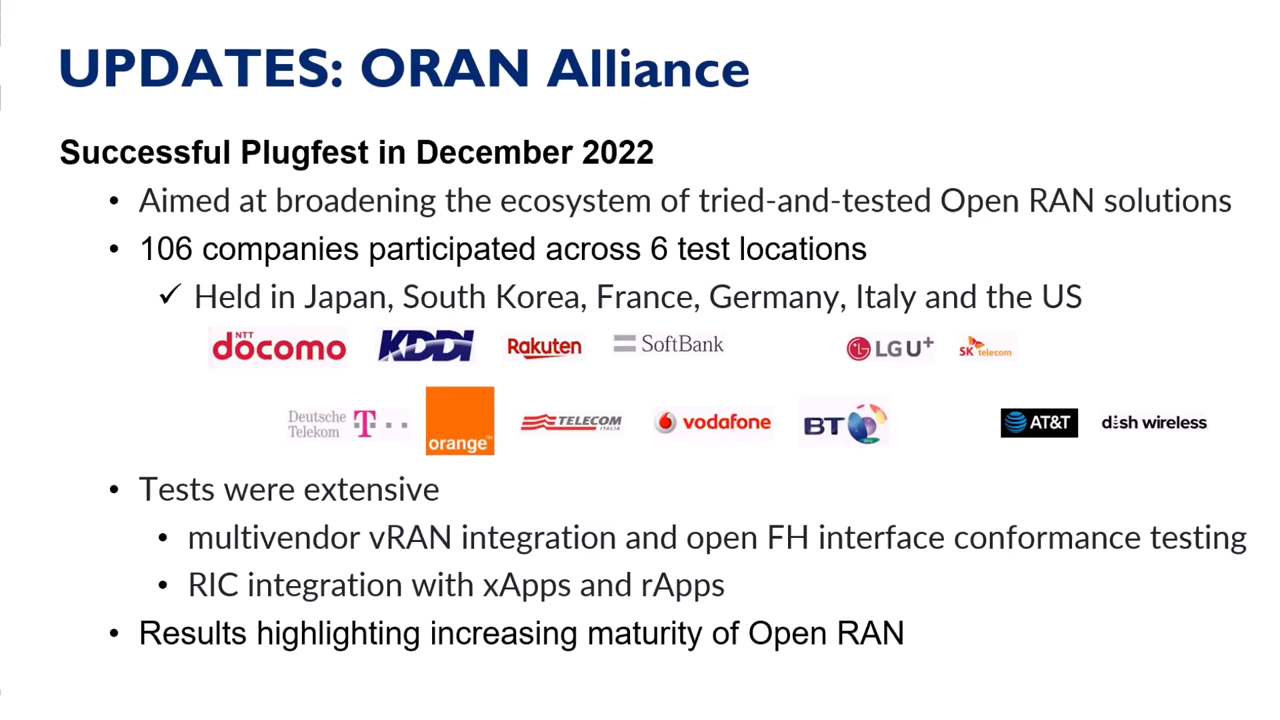 UPDATES: ORAN Alliance
Successful Plugfest in December 2022
• Aimed at broadening the ecosystem of tried-and-tested Open RAN solutions
• 106 companies participated across 6 test locations
✓ Held in Japan, South Korea, France, Germany, Italy and the US
NTT döcomo KDDI Rakuten SoftBank LG U+ SK telecom
Deutsche Telekom T orange™ TELECOM ITALIA vodafone BT AT&T dish wireless
• Tests were extensive
• multivendor vRAN integration and open FH interface conformance testing
• RIC integration with xApps and rApps
• Results highlighting increasing maturity of Open RAN